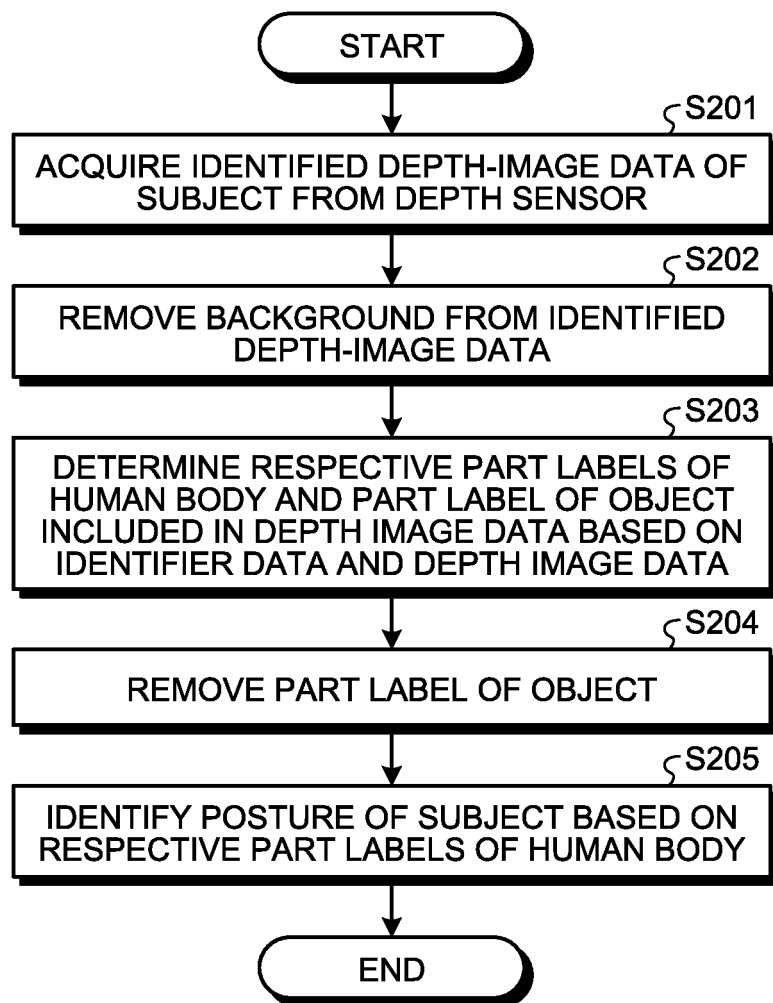 START
S201
ACQUIRE IDENTIFIED DEPTH-IMAGE DATA OF
SUBJECT FROM DEPTH SENSOR
S202
REMOVE BACKGROUND FROM IDENTIFIED
DEPTH-IMAGE DATA
S203
DETERMINE RESPECTIVE PART LABELS OF
HUMAN BODY AND PART LABEL OF OBJECT
INCLUDED IN DEPTH IMAGE DATA BASED ON
IDENTIFIER DATA AND DEPTH IMAGE DATA
S204
REMOVE PART LABEL OF OBJECT
S205
IDENTIFY POSTURE OF SUBJECT BASED ON
RESPECTIVE PART LABELS OF HUMAN BODY
END